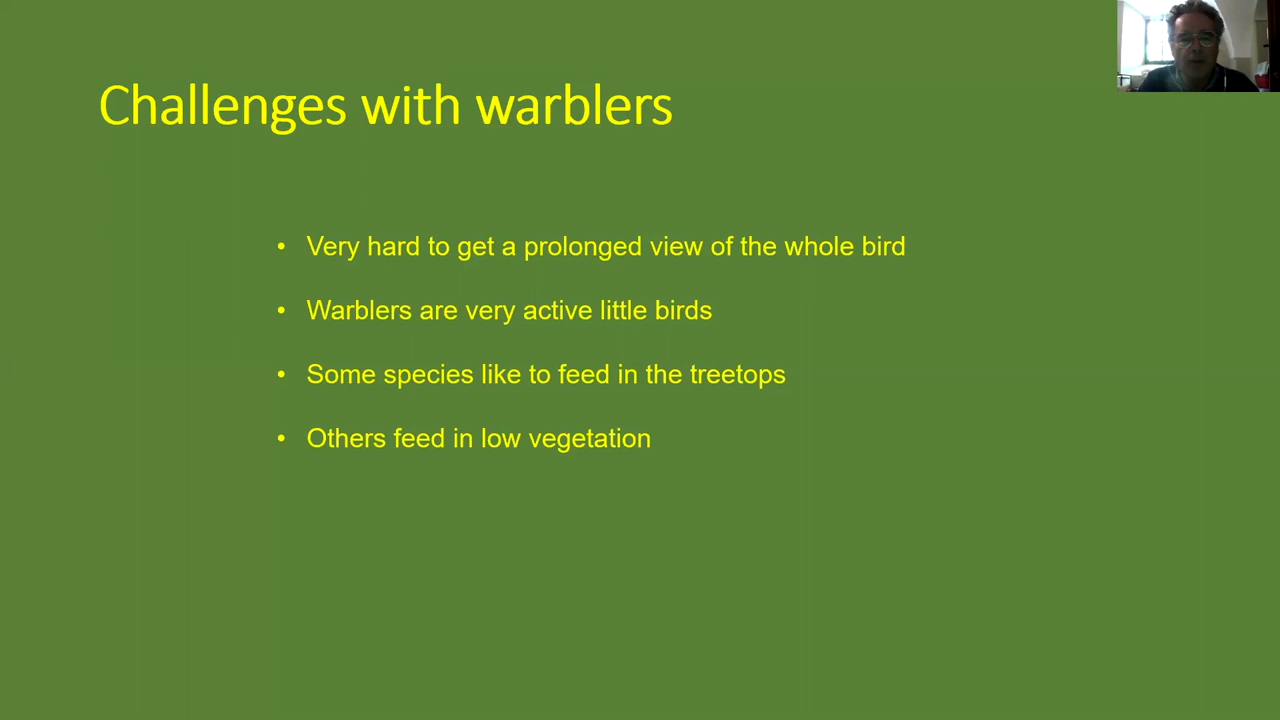 Challenges with warblers
• Very hard to get a prolonged view of the whole bird
• Warblers are very active little birds
• Some species like to feed in the treetops
• Others feed in low vegetation